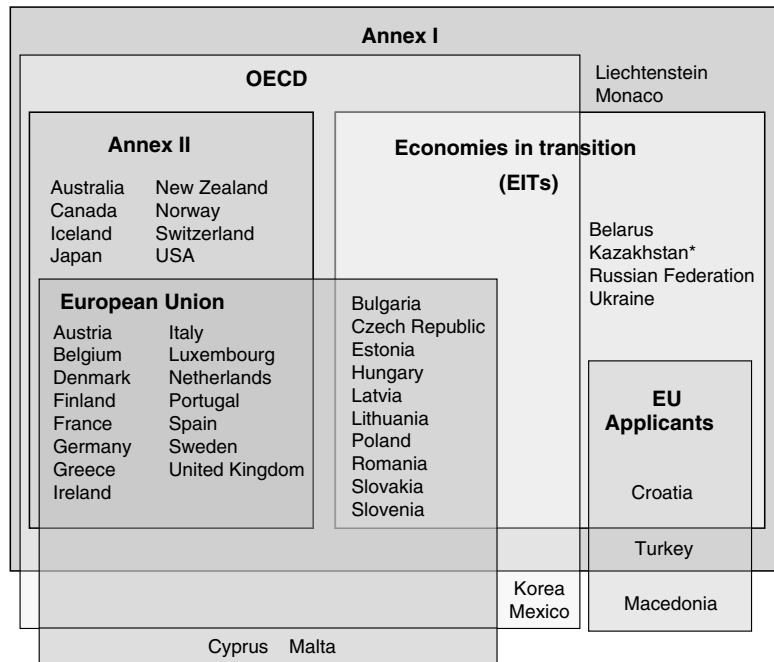 Annex I
OECD
Liechtenstein
Monaco
Annex II
Economies in transition
(EITs)
Australia New Zealand
Canada Norway
Iceland Switzerland
Japan USA
Belarus
Kazakhstan*
Russian Federation
Ukraine
European Union
Austria Italy
Belgium Luxembourg
Denmark Netherlands
Finland Portugal
France Spain
Germany Sweden
Greece United Kingdom
Ireland
Bulgaria
Czech Republic
Estonia
Hungary
Latvia
Lithuania
Poland
Romania
Slovakia
Slovenia
EU
Applicants
Croatia
Turkey
Korea
Mexico
Macedonia
Cyprus Malta